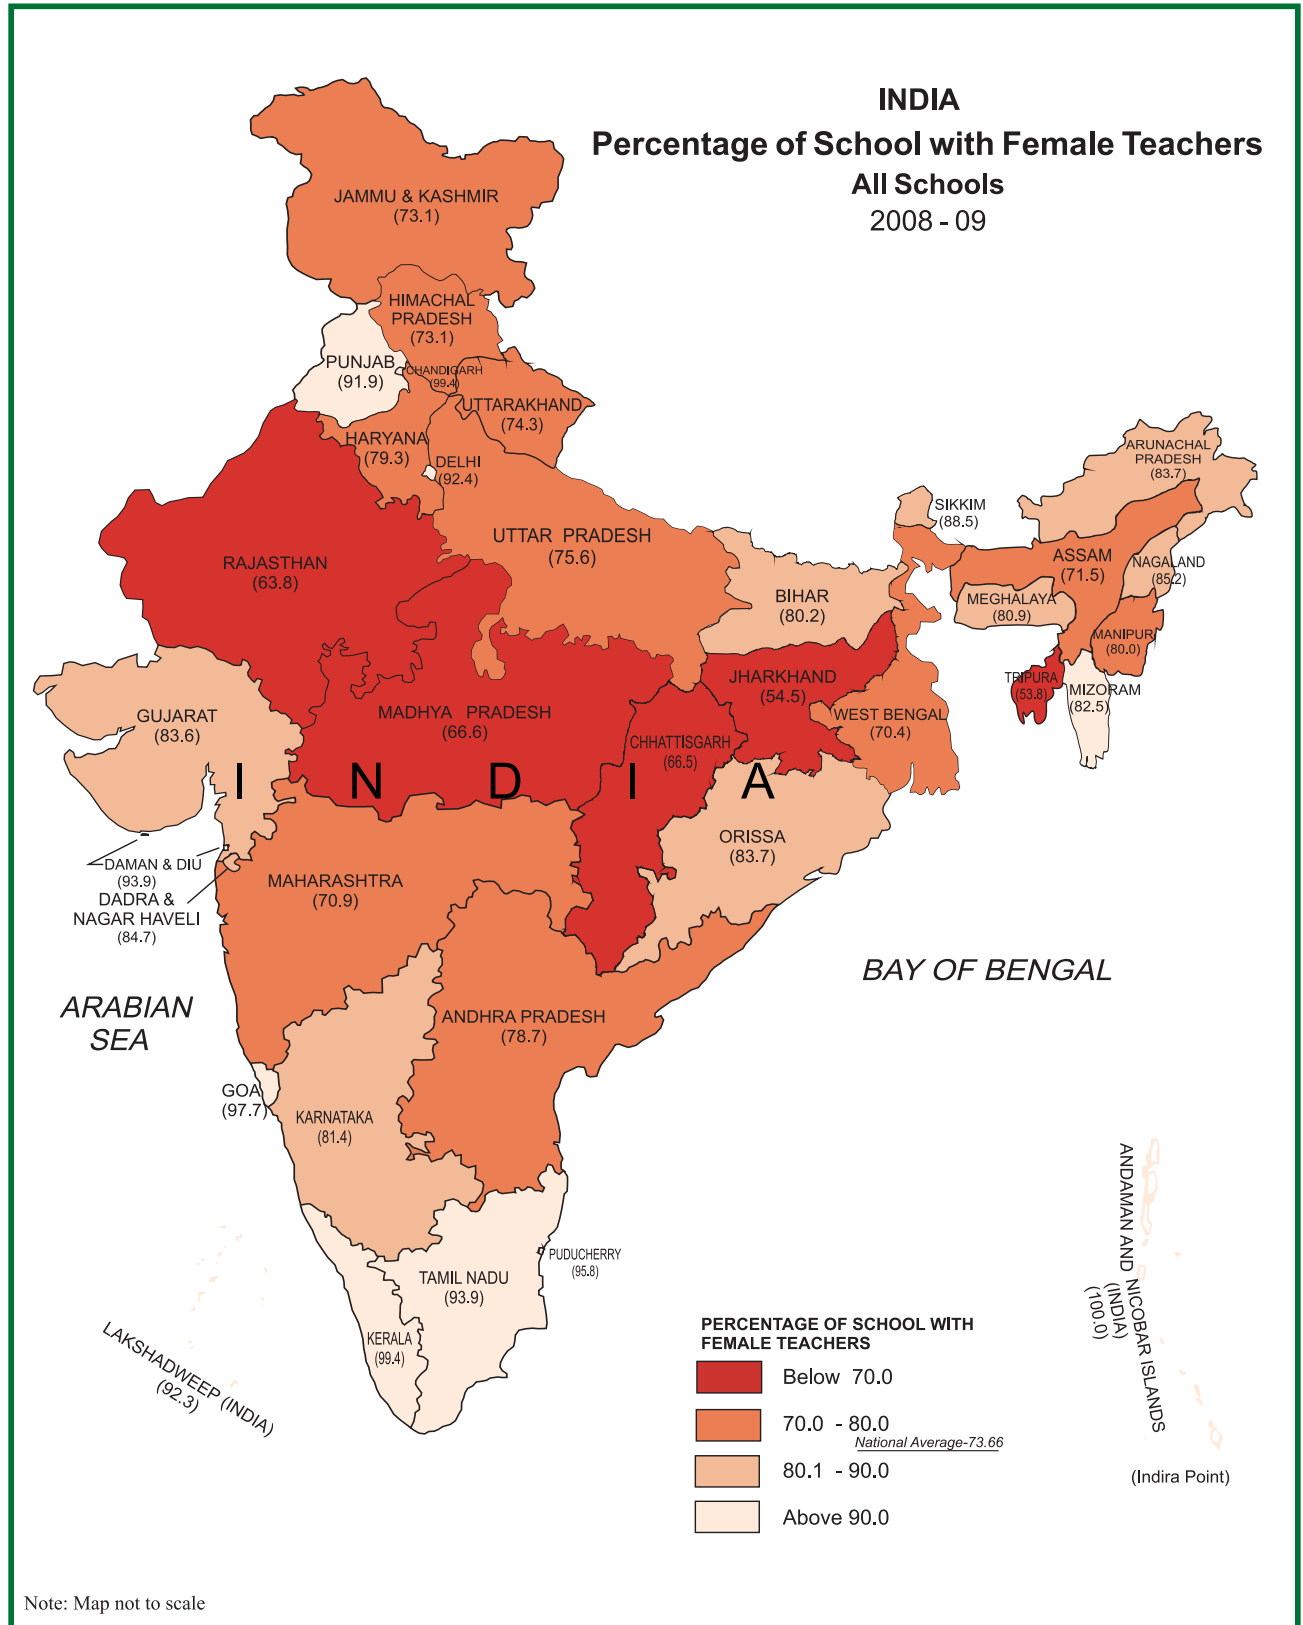 INDIA
Percentage of School with Female Teachers
All Schools
2008 - 09
JAMMU & KASHMIR
(73.1)
HIMACHAL
PRADESH
(73.1)
PUNJAB
(91.9)
CHANDIGARH
(99.4)
UTTARAKHAND
(74.3)
HARYANA
(79.3)
DELHI
(92.4)
ARUNACHAL
PRADESH
(83.7)
SIKKIM
(88.5)
UTTAR PRADESH
(75.6)
RAJASTHAN
(63.8)
ASSAM
(71.5)
NAGALAND
(85.2)
BIHAR
(80.2)
MEGHALAYA
(80.9)
MANIPUR
(80.0)
TRIPURA
(53.8)
MIZORAM
(82.5)
JHARKHAND
(54.5)
WEST BENGAL
(70.4)
GUJARAT
(83.6)
MADHYA PRADESH
(66.6)
CHHATTISGARH
(66.5)
I N D I A
ORISSA
(83.7)
DAMAN & DIU
(93.9)
DADRA &
NAGAR HAVELI
(84.7)
MAHARASHTRA
(70.9)
BAY OF BENGAL
ARABIAN
SEA
ANDHRA PRADESH
(78.7)
GOA
(97.7)
KARNATAKA
(81.4)
PUDUCHERRY
(95.8)
TAMIL NADU
(93.9)
KERALA
(99.4)
LAKSHADWEEP (INDIA)
(92.3)
ANDAMAN AND NICOBAR ISLANDS
(INDIA)
(100.0)
(Indira Point)
PERCENTAGE OF SCHOOL WITH
FEMALE TEACHERS
Below 70.0
70.0 - 80.0
National Average-73.66
80.1 - 90.0
Above 90.0
Note: Map not to scale